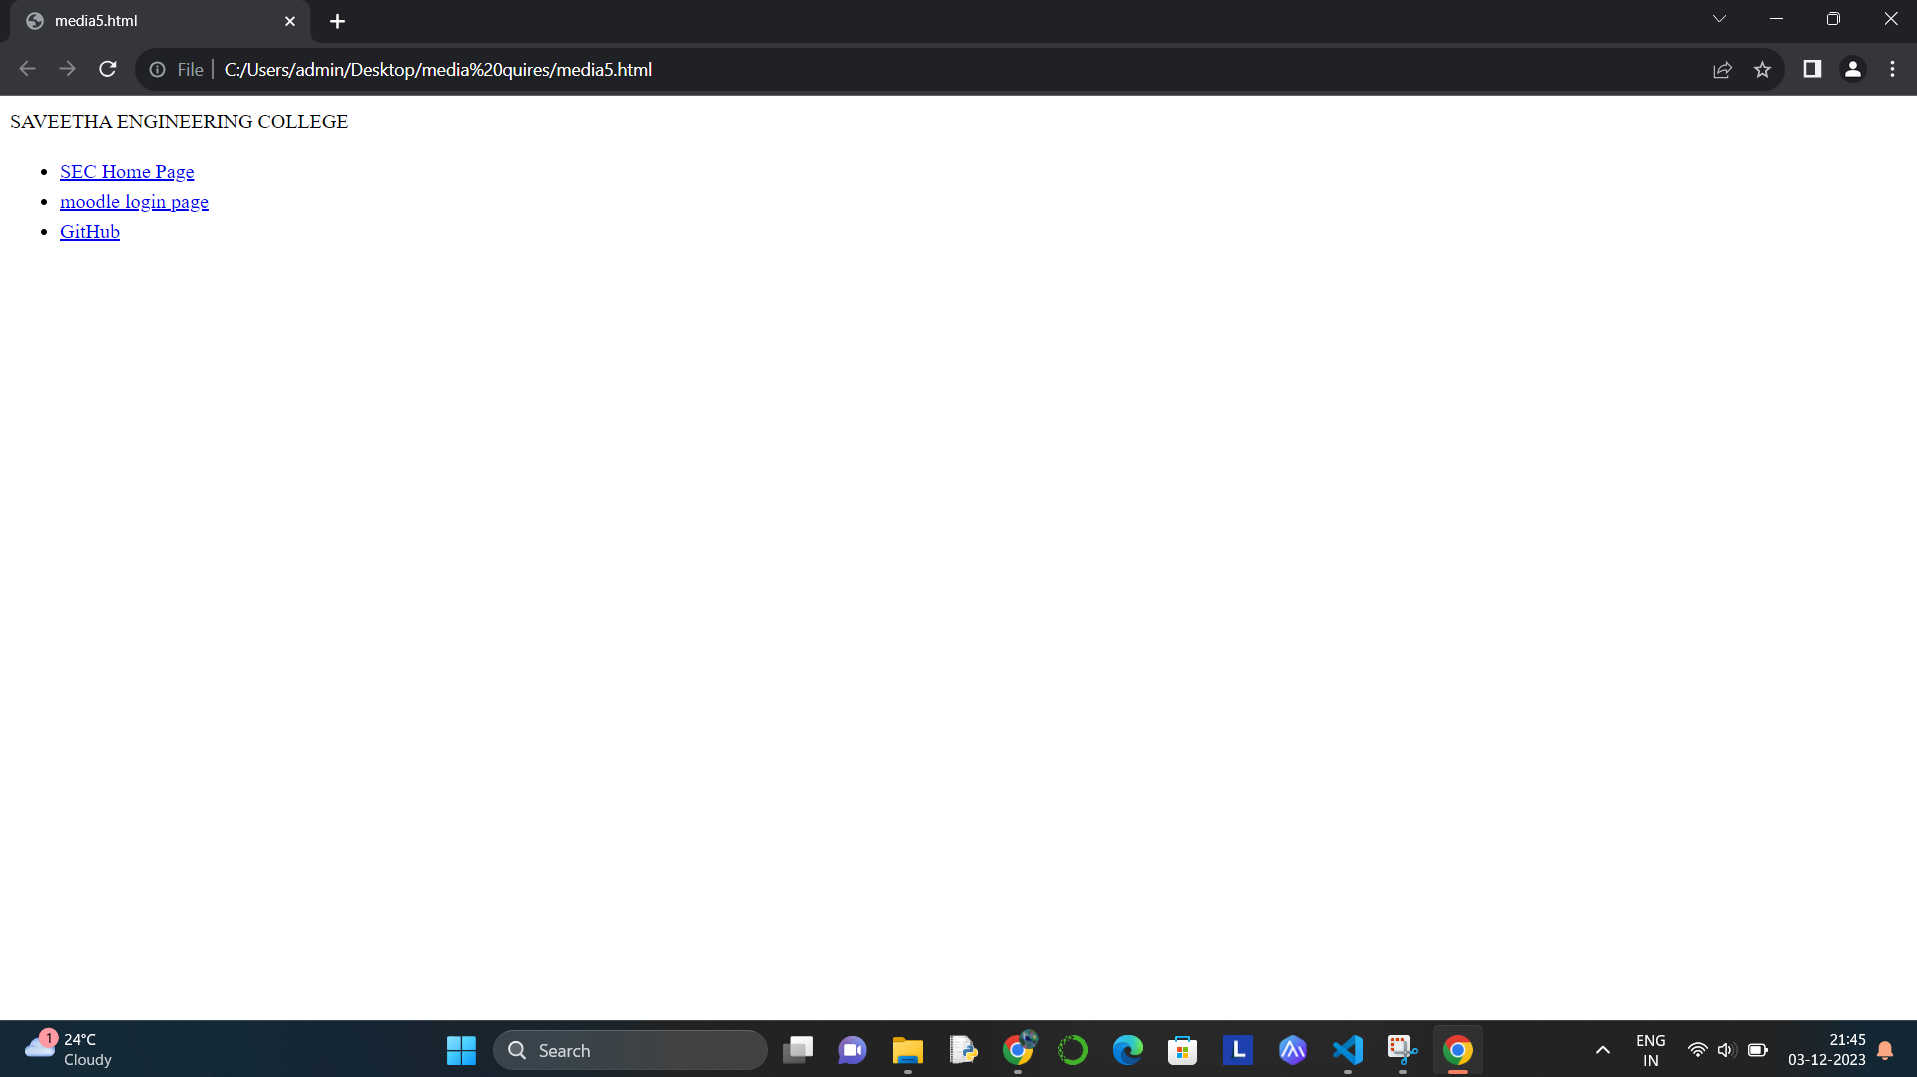 media5.html
File
C:/Users/admin/Desktop/media%20quires/media5.html
SAVEETHA ENGINEERING COLLEGE
SEC Home Page
moodle login page
GitHub
1
24°C
Cloudy
Search
L
ENG
IN
21:45
03-12-2023